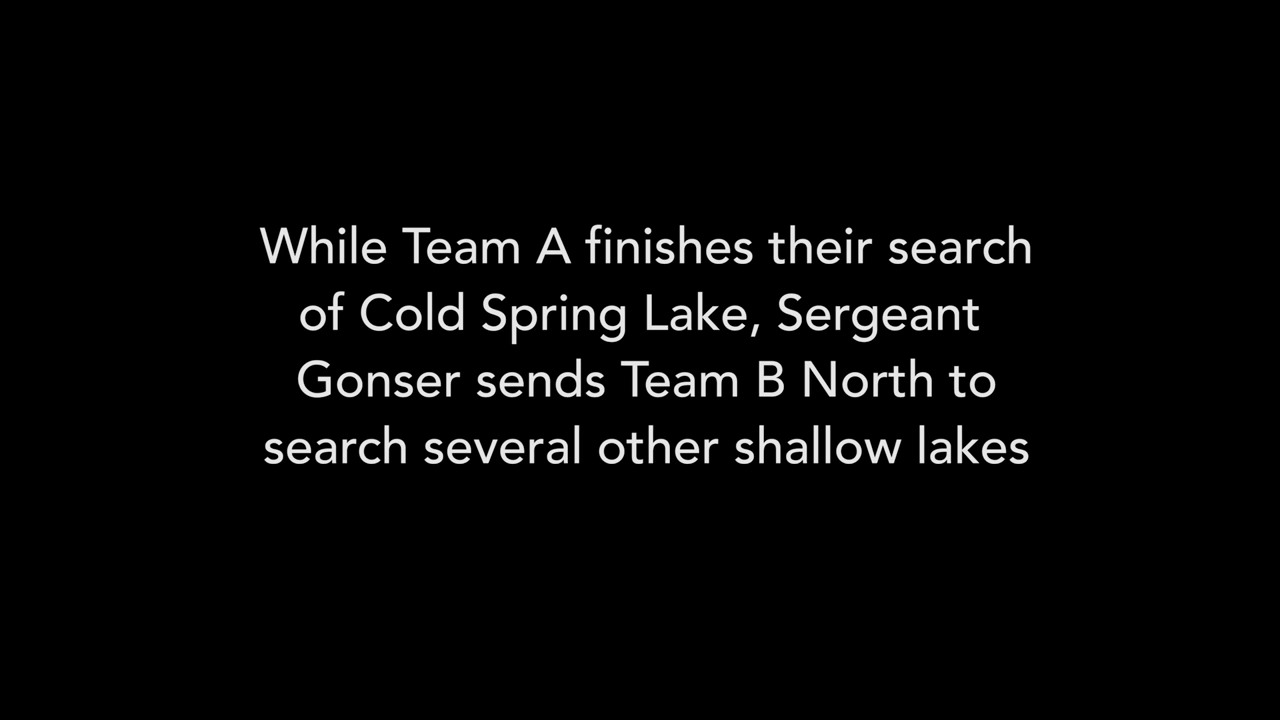 While Team A finishes their search
of Cold Spring Lake, Sergeant
Gonser sends Team B North to
search several other shallow lakes